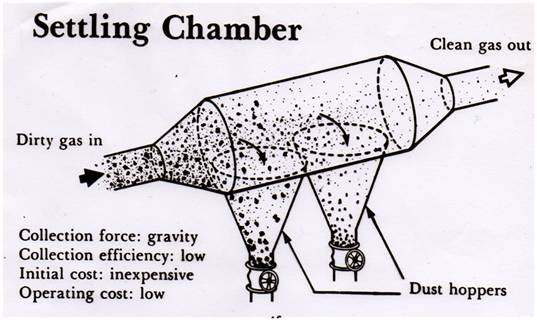 Settling Chamber
Clean gas out
Dirty gas in
Collection force: gravity
Collection efficiency: low
Initial cost: inexpensive
Operating cost: low
Dust hoppers